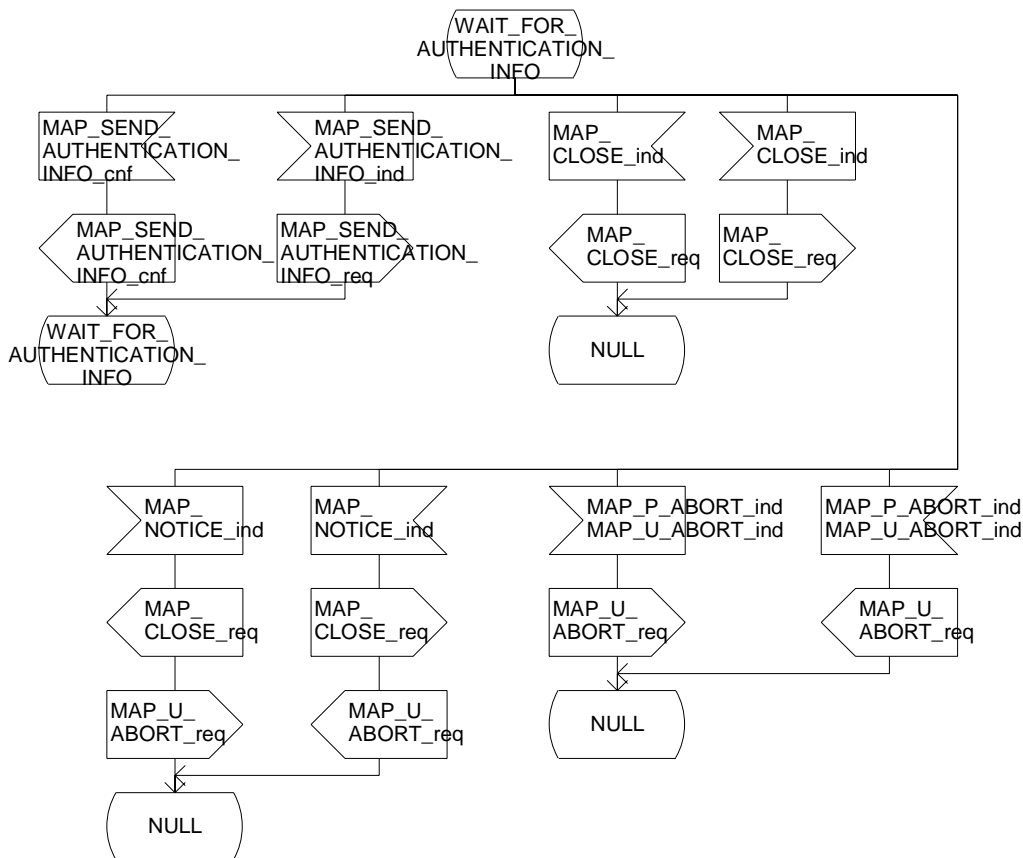 WAIT_FOR_
AUTHENTICATION_
INFO
MAP_SEND_
AUTHENTICATION_
INFO_cnf
MAP_SEND_
AUTHENTICATION_
INFO_ind
MAP_
CLOSE_ind
MAP_
CLOSE_ind
MAP_SEND_
AUTHENTICATION_
INFO_cnf
MAP_SEND_
AUTHENTICATION_
INFO_req
MAP_
CLOSE_req
MAP_
CLOSE_req
WAIT_FOR_
AUTHENTICATION_
INFO
NULL
MAP_
NOTICE_ind
MAP_
NOTICE_ind
MAP_P_ABORT_ind
MAP_U_ABORT_ind
MAP_P_ABORT_ind
MAP_U_ABORT_ind
MAP_
CLOSE_req
MAP_
CLOSE_req
MAP_U_
ABORT_req
MAP_U_
ABORT_req
MAP_U_
ABORT_req
MAP_U_
ABORT_req
NULL
NULL